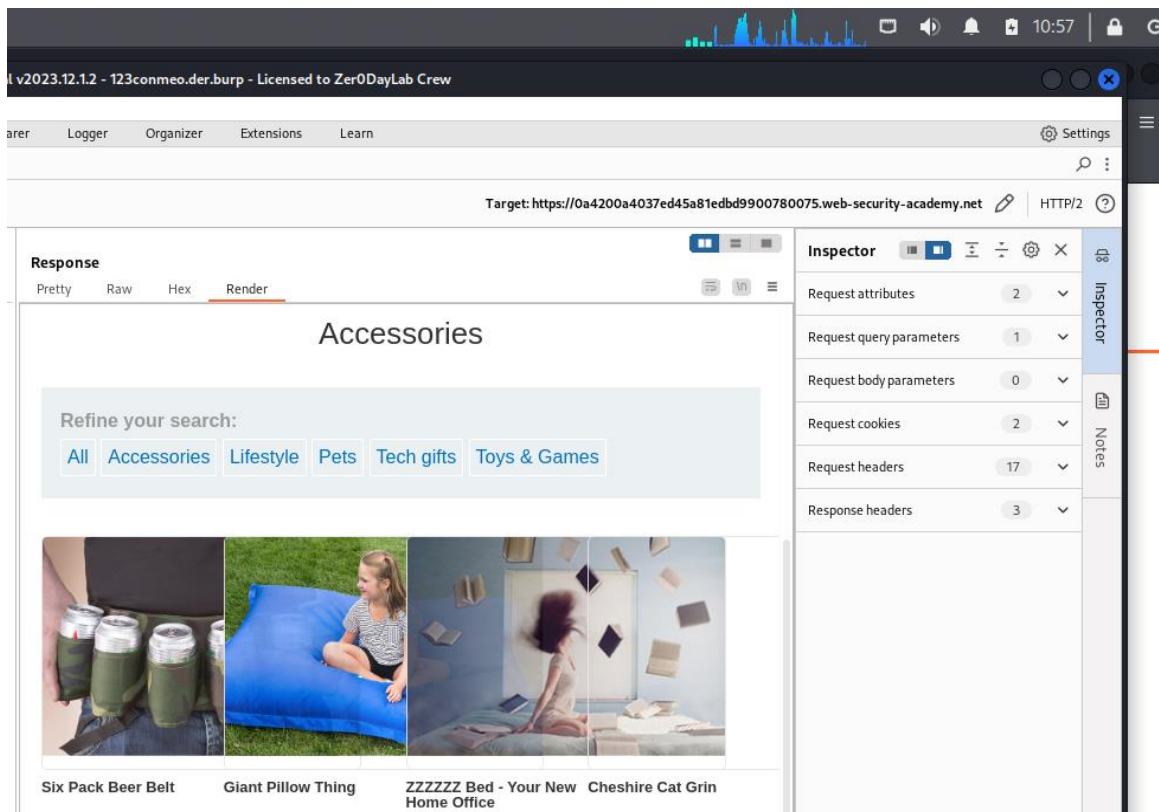 10:57
v2023.12.1.2 - 123conmeo.der.burp - Licensed to Zer0DayLab Crew
Logger Organizer Extensions Learn Settings
Target: https://0a4200a4037ed45a81edbd9900780075.web-security-academy.net HTTP/2
Response
Pretty Raw Hex Render
\n
Accessories
Refine your search:
All Accessories Lifestyle Pets Tech gifts Toys & Games
Six Pack Beer Belt Giant Pillow Thing ZZZZZZ Bed - Your New Cheshire Cat Grin
Home Office
Inspector
Request attributes 2
Request query parameters 1
Request body parameters 0
Request cookies 2
Request headers 17
Response headers 3
Inspector
Notes